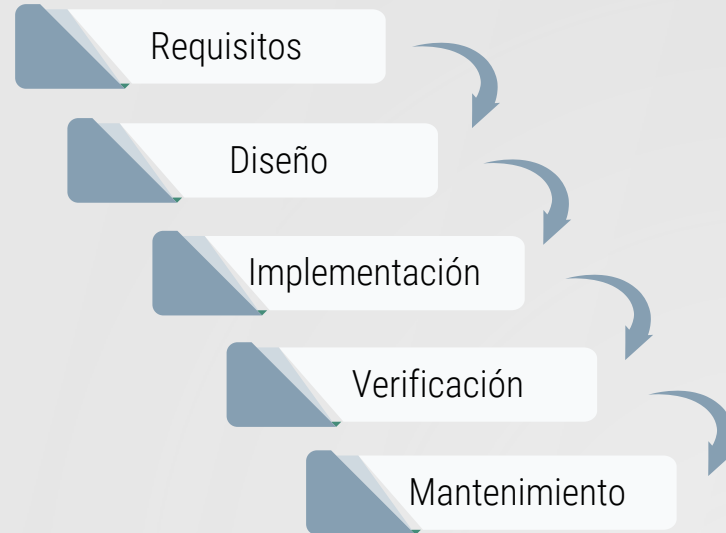 Requisitos
Diseño
Implementación
Verificación
Mantenimiento